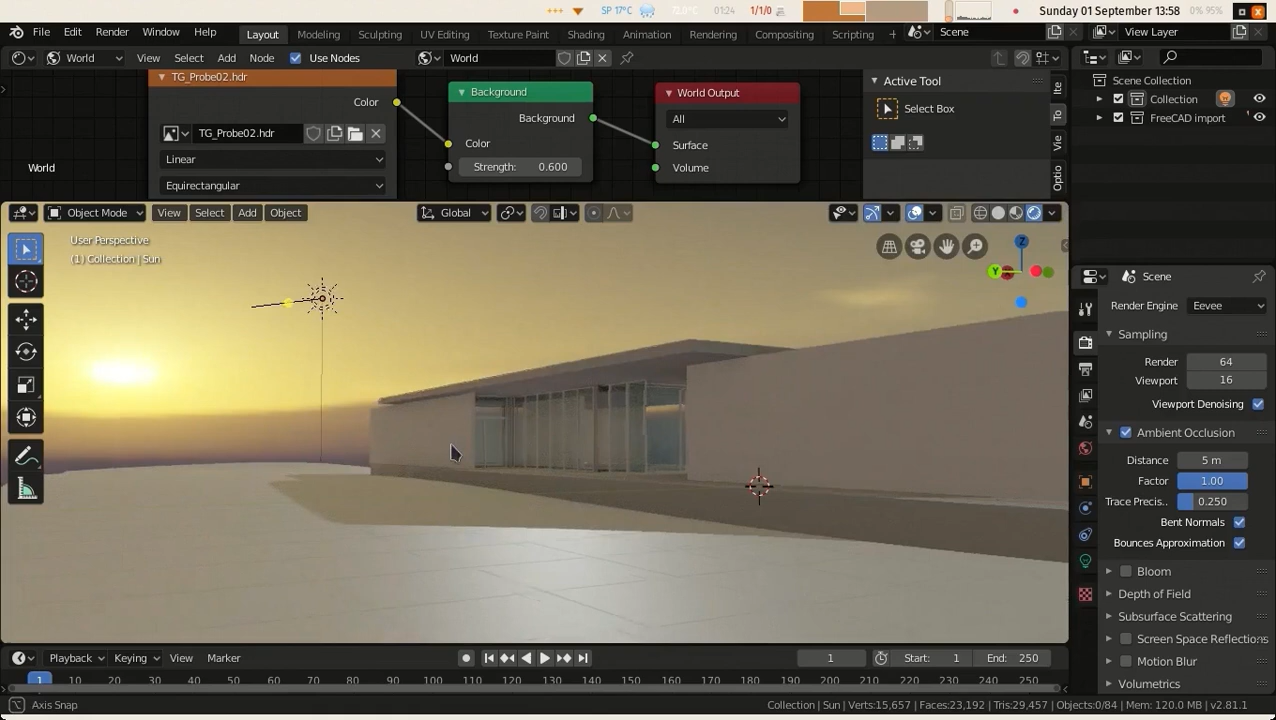 SP 17°C 72.0°C 01:24 1/1/0 Sunday 01 September 13:58 0% 95%
File Edit Render Window Help Layout Modeling Sculpting UV Editing Texture Paint Shading Animation Rendering Compositing Scripting + Scene View Layer
World View Select Add Node Use Nodes World
TG_Probe02.hdr
Color
TG_Probe02.hdr
Linear
Equirectangular
World
Background
Background
Color
Strength: 0.600
World Output
All
Surface
Volume
Active Tool
Select Box
Ite
To
Vie
Optio
Scene Collection
Collection
FreeCAD import
Object Mode View Select Add Object Global
User Perspective
(1) Collection | Sun
Z
Y
Scene
Render Engine Eevee
Sampling
Render 64
Viewport 16
Viewport Denoising
Ambient Occlusion
Distance 5 m
Factor 1.00
Trace Precis.. 0.250
Bent Normals
Bounces Approximation
Bloom
Depth of Field
Subsurface Scattering
Screen Space Reflections
Motion Blur
Volumetrics
Playback Keying View Marker 1 Start: 1 End: 250
1 10 20 30 40 50 60 70 80 90 100 110 120 130 140 150 160 170 180 190 200 210 220 230 240 250
Axis Snap Collection | Sun | Verts:15,657 | Faces:23,192 | Tris:29,457 | Objects:0/84 | Mem: 120.0 MB | v2.81.1